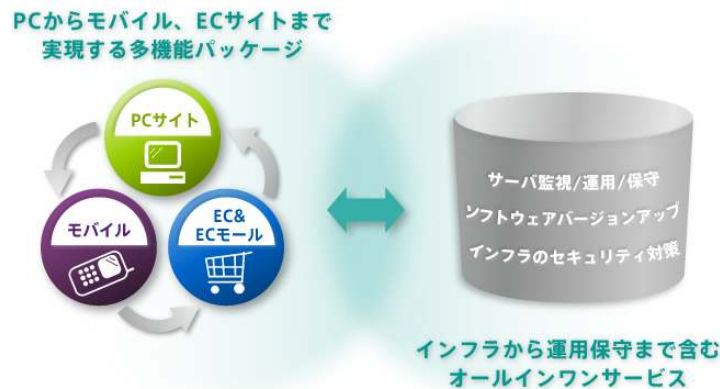 PCからモバイル、ECサイトまで
実現する多機能パッケージ
PCサイト
モバイル
EC&
ECモール
サーバ監視/運用/保守
ソフトウェアバージョンアップ
インフラのセキュリティ対策
インフラから運用保守まで含む
オールインワンサービス